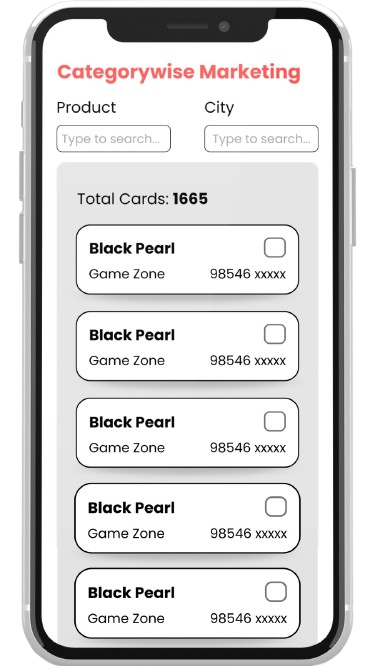 Categorywise Marketing
Product City
Type to search... Type to search...
Total Cards: 1665
Black Pearl
Game Zone 98546 xxxxx
Black Pearl
Game Zone 98546 xxxxx
Black Pearl
Game Zone 98546 xxxxx
Black Pearl
Game Zone 98546 xxxxx
Black Pearl
Game Zone 98546 xxxxx